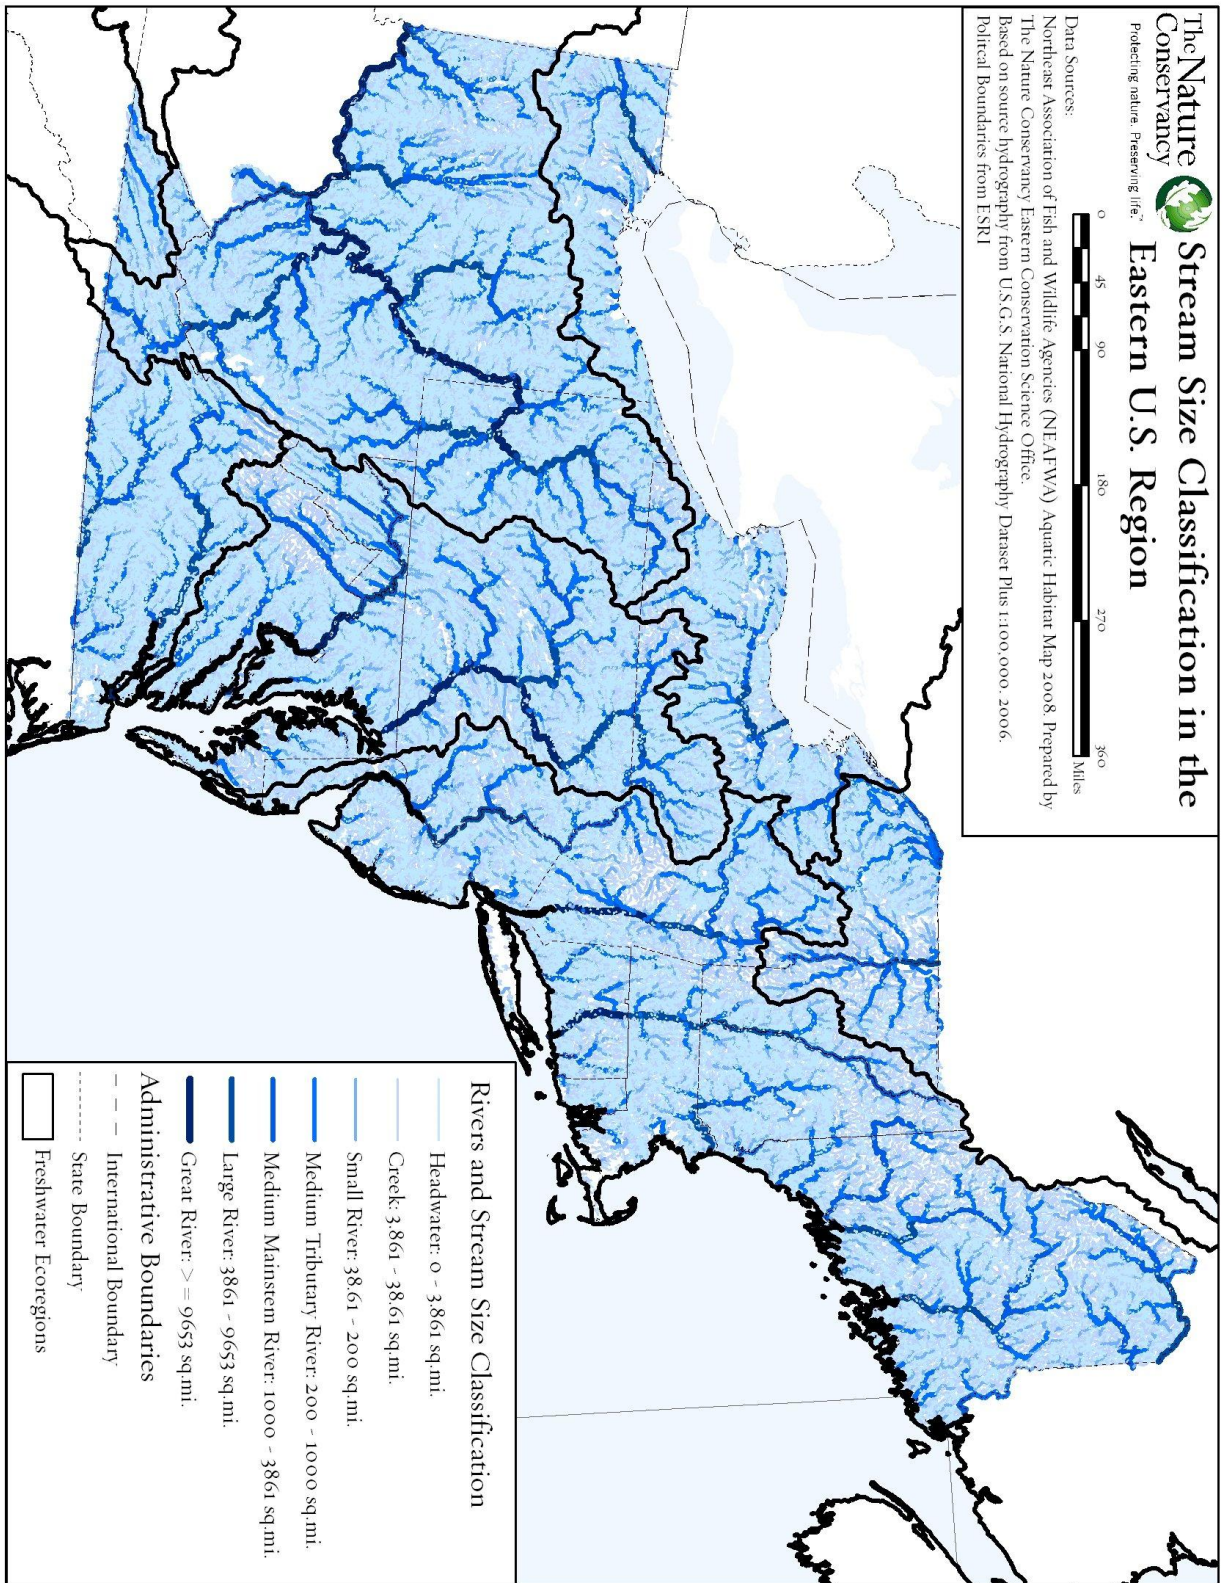 The Nature
Conservancy
Protecting nature. Preserving life.™
Stream Size Classification in the
Eastern U.S. Region
0 45 90 180 270 360
Miles
Data Sources:
Northeast Association of Fish and Wildlife Agencies (NEAFWA) Aquatic Habitat Map 2008. Prepared by
The Nature Conservancy Eastern Conservation Science Office.
Based on source hydrography from U.S.G.S. National Hydrography Dataset Plus 1:100,000. 2006.
Politcal Boundaries from ESRI
Rivers and Stream Size Classification
Headwater: 0 - 3.861 sq.mi.
Creek: 3.861 - 38.61 sq.mi.
Small River: 38.61 - 200 sq.mi.
Medium Tributary River: 200 - 1000 sq.mi.
Medium Mainstem River: 1000 - 3861 sq.mi.
Large River: 3861 - 9653 sq.mi.
Great River: > = 9653 sq.mi.
Administrative Boundaries
International Boundary
State Boundary
Freshwater Ecoregions